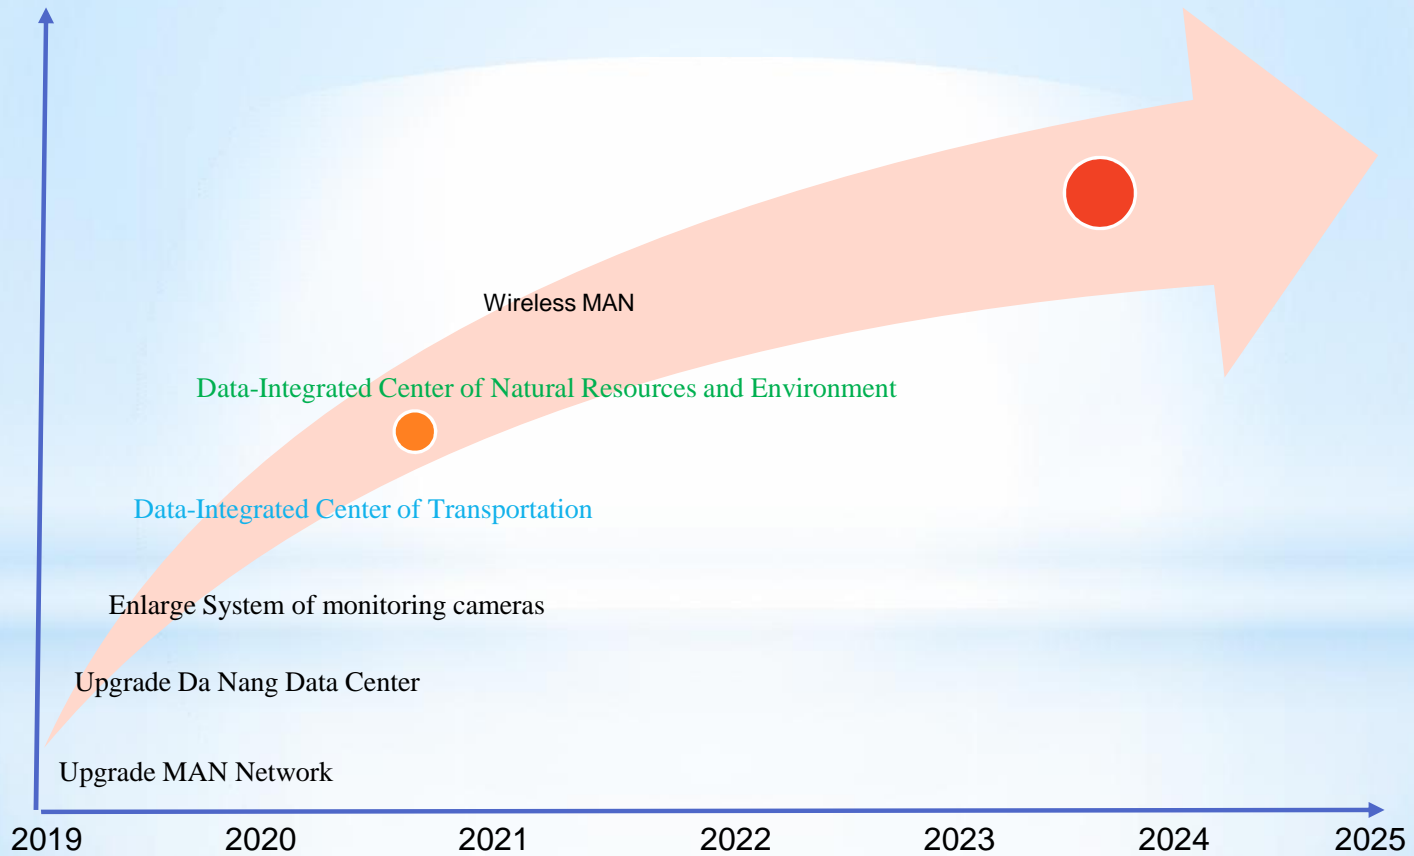 Wireless MAN
Data-Integrated Center of Natural Resources and Environment
Data-Integrated Center of Transportation
Enlarge System of monitoring cameras
Upgrade Da Nang Data Center
Upgrade MAN Network
2019 2020 2021 2022 2023 2024 2025